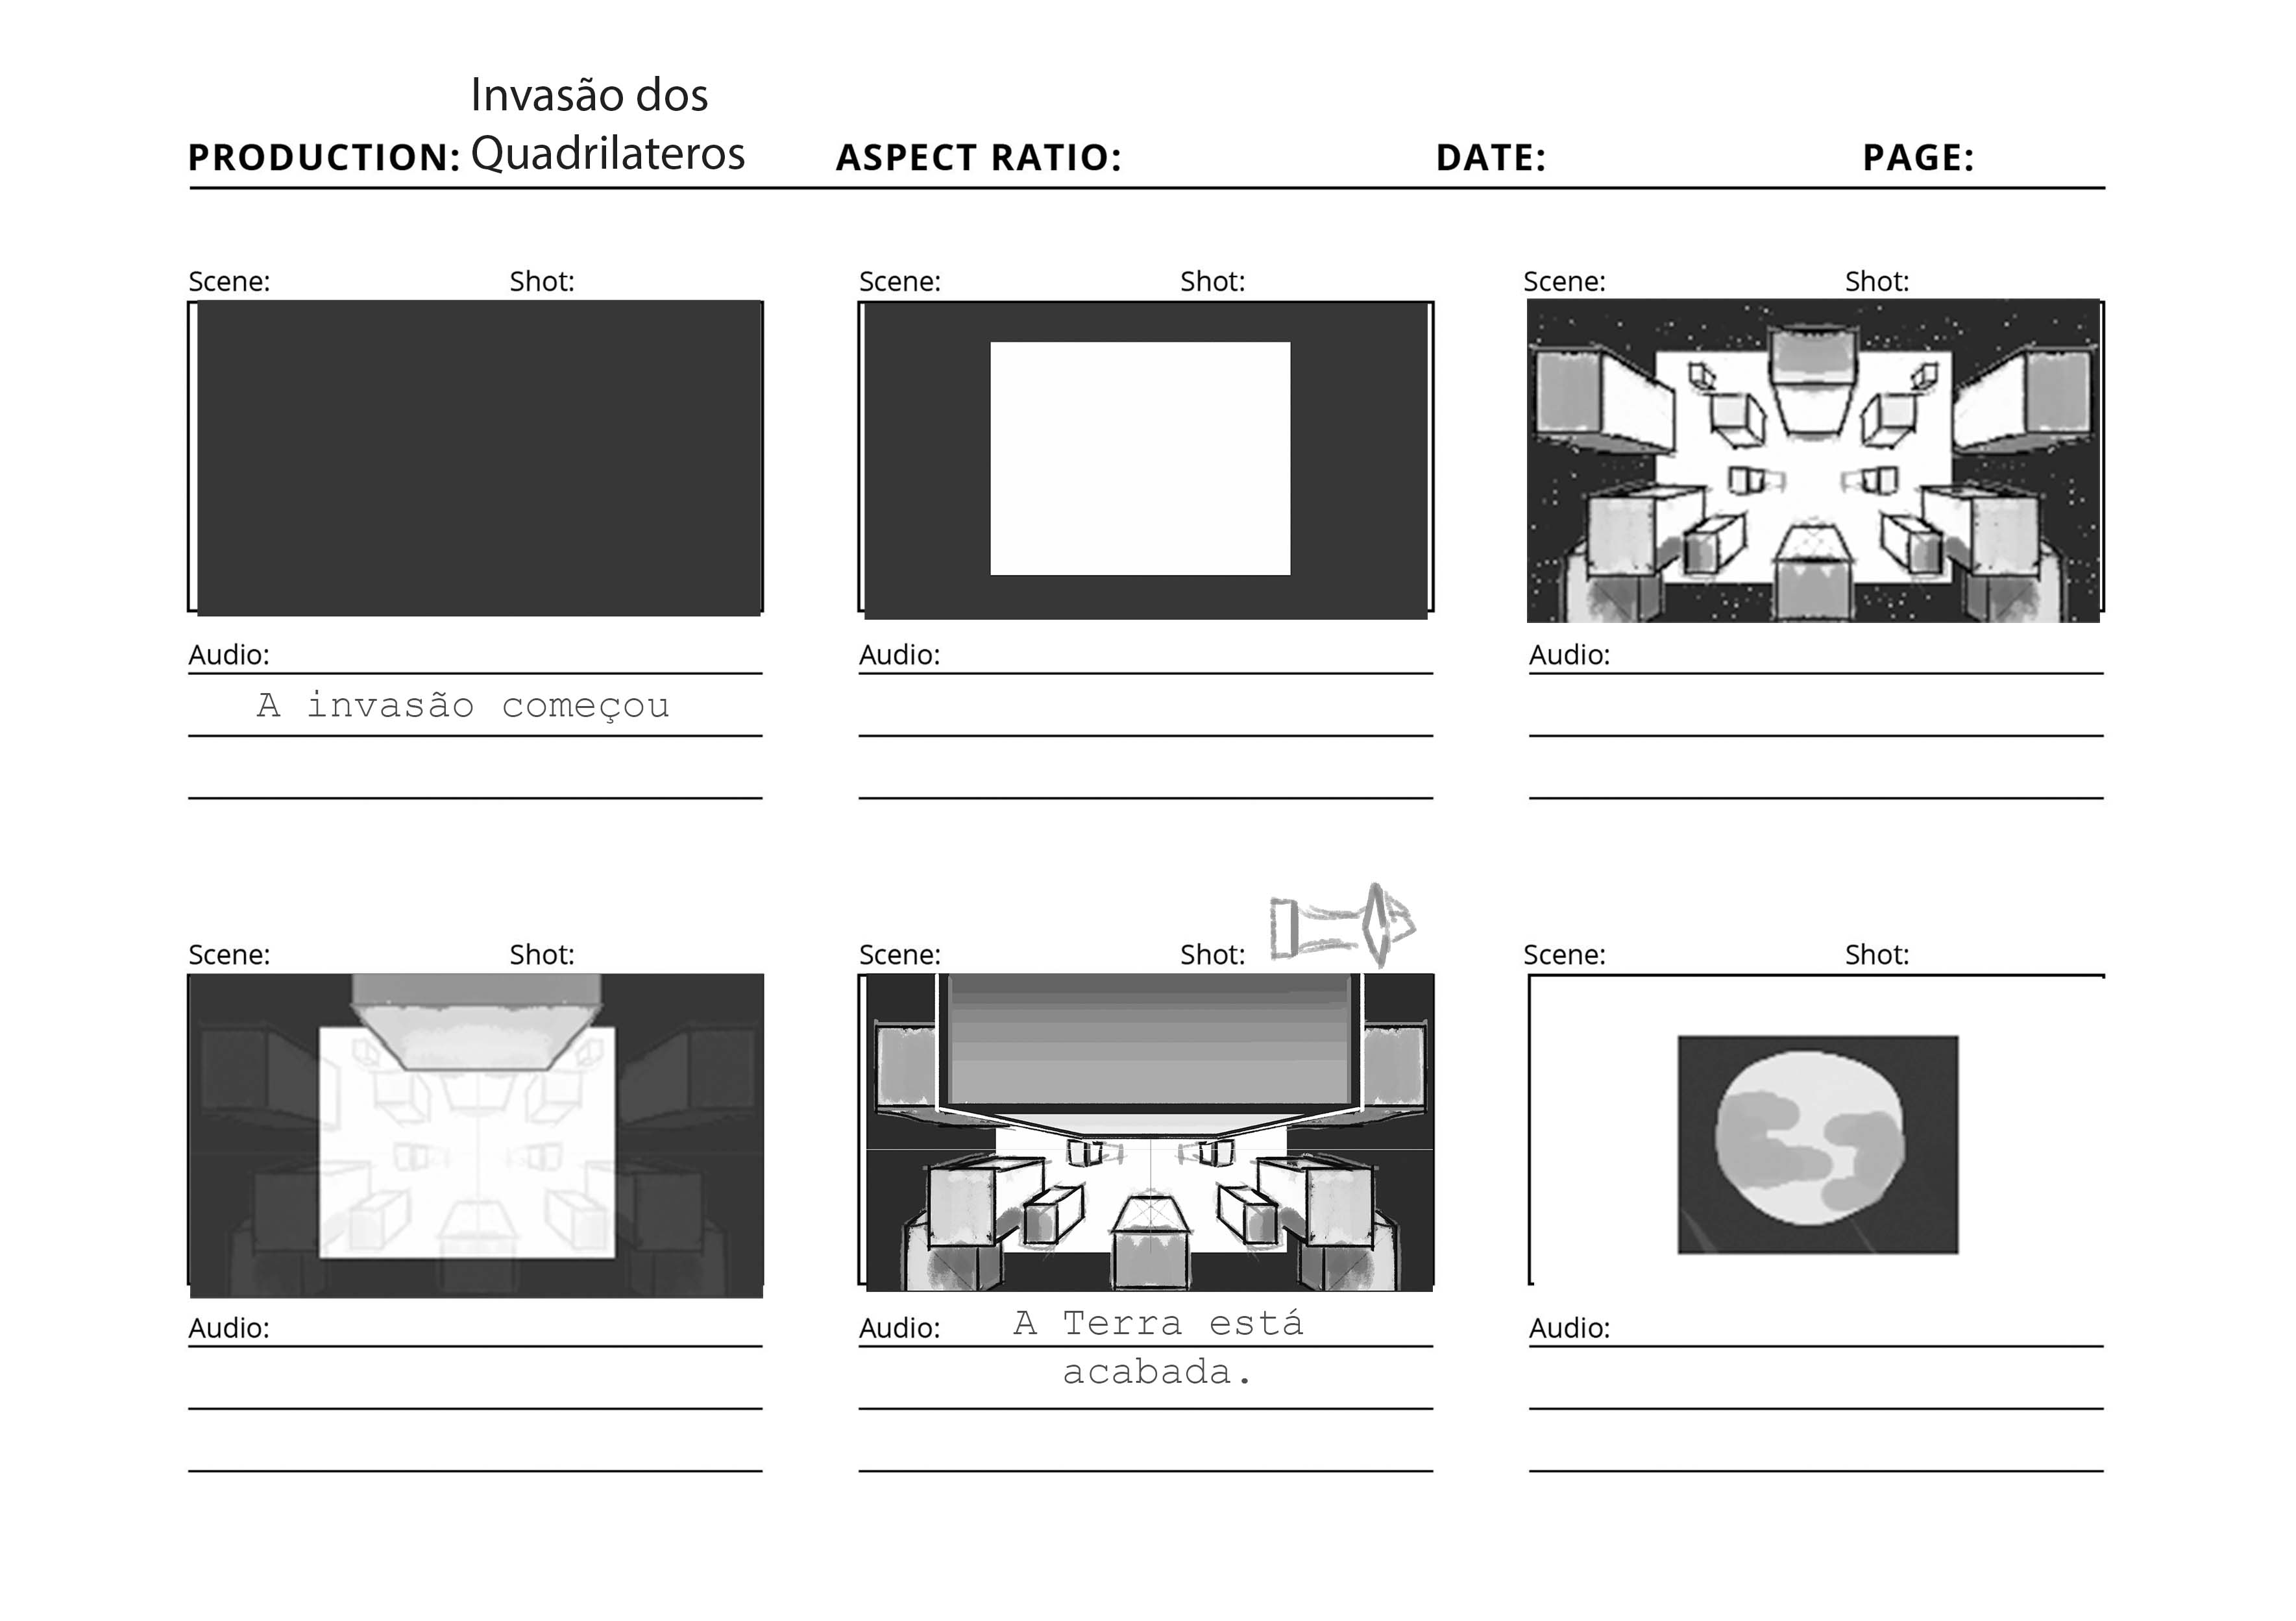 Invasão dos
PRODUCTION: Quadrilateros ASPECT RATIO: DATE: PAGE:
Scene: Shot: Scene: Shot: Scene: Shot:
Audio: Audio: Audio:
A invasão começou
Scene: Shot: Scene: Shot: Scene: Shot:
Audio: Audio: A Terra está Audio:
acabada.